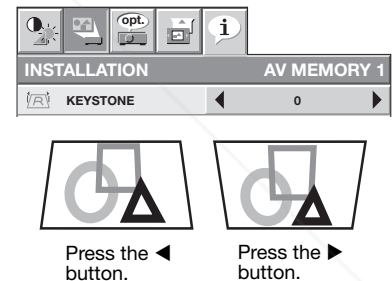 opt.
i
INSTALLATION AV MEMORY 1
KEYSTONE ◀ 0 ▶
Press the ◀ Press the ▶
button. button.